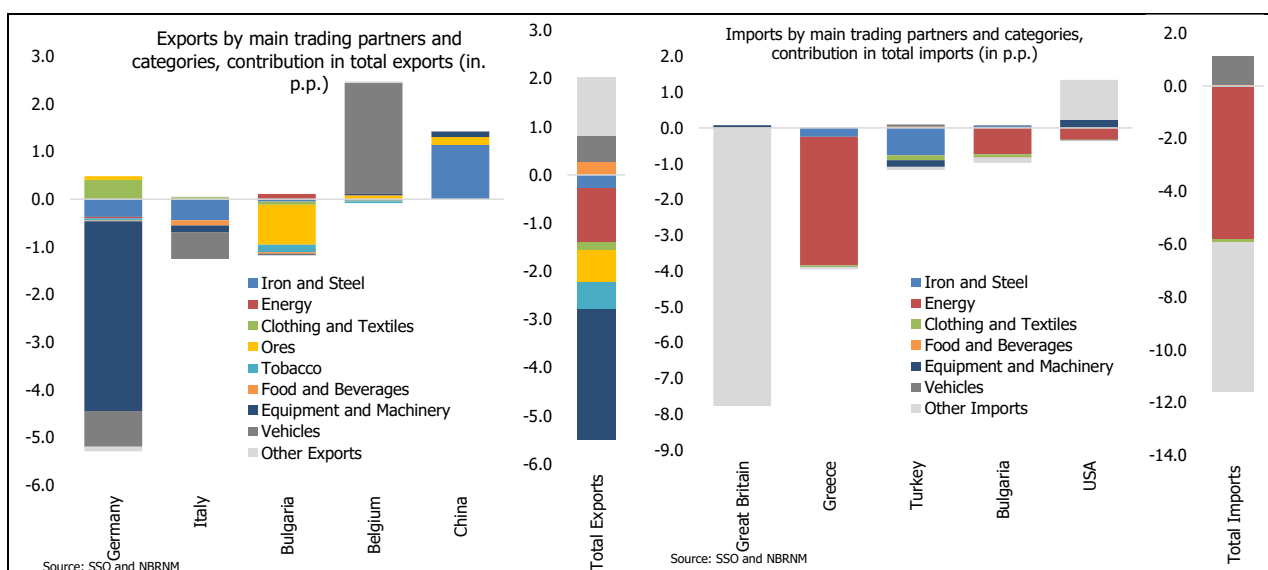 Exports by main trading partners and
categories, contribution in total exports (in.
p.p.)
3.0
2.0
1.0
0.0
-1.0
-2.0
-3.0
-4.0
-5.0
-6.0
Iron and Steel
Energy
Clothing and Textiles
Ores
Tobacco
Food and Beverages
Equipment and Machinery
Vehicles
Other Exports
Germany
Italy
Bulgaria
Belgium
China
Source: SSO and NBRNM
3.0
2.0
1.0
0.0
-1.0
-2.0
-3.0
-4.0
-5.0
-6.0
Total Exports
Imports by main trading partners and categories,
contribution in total imports (in p.p.)
2.0
1.0
0.0
-1.0
-2.0
-3.0
-4.0
-5.0
-6.0
-7.0
-8.0
-9.0
Iron and Steel
Energy
Clothing and Textiles
Food and Beverages
Equipment and Machinery
Vehicles
Other Imports
Great Britain
Greece
Turkey
Bulgaria
USA
Source: SSO and NBRNM
2.0
0.0
-2.0
-4.0
-6.0
-8.0
-10.0
-12.0
-14.0
Total Imports